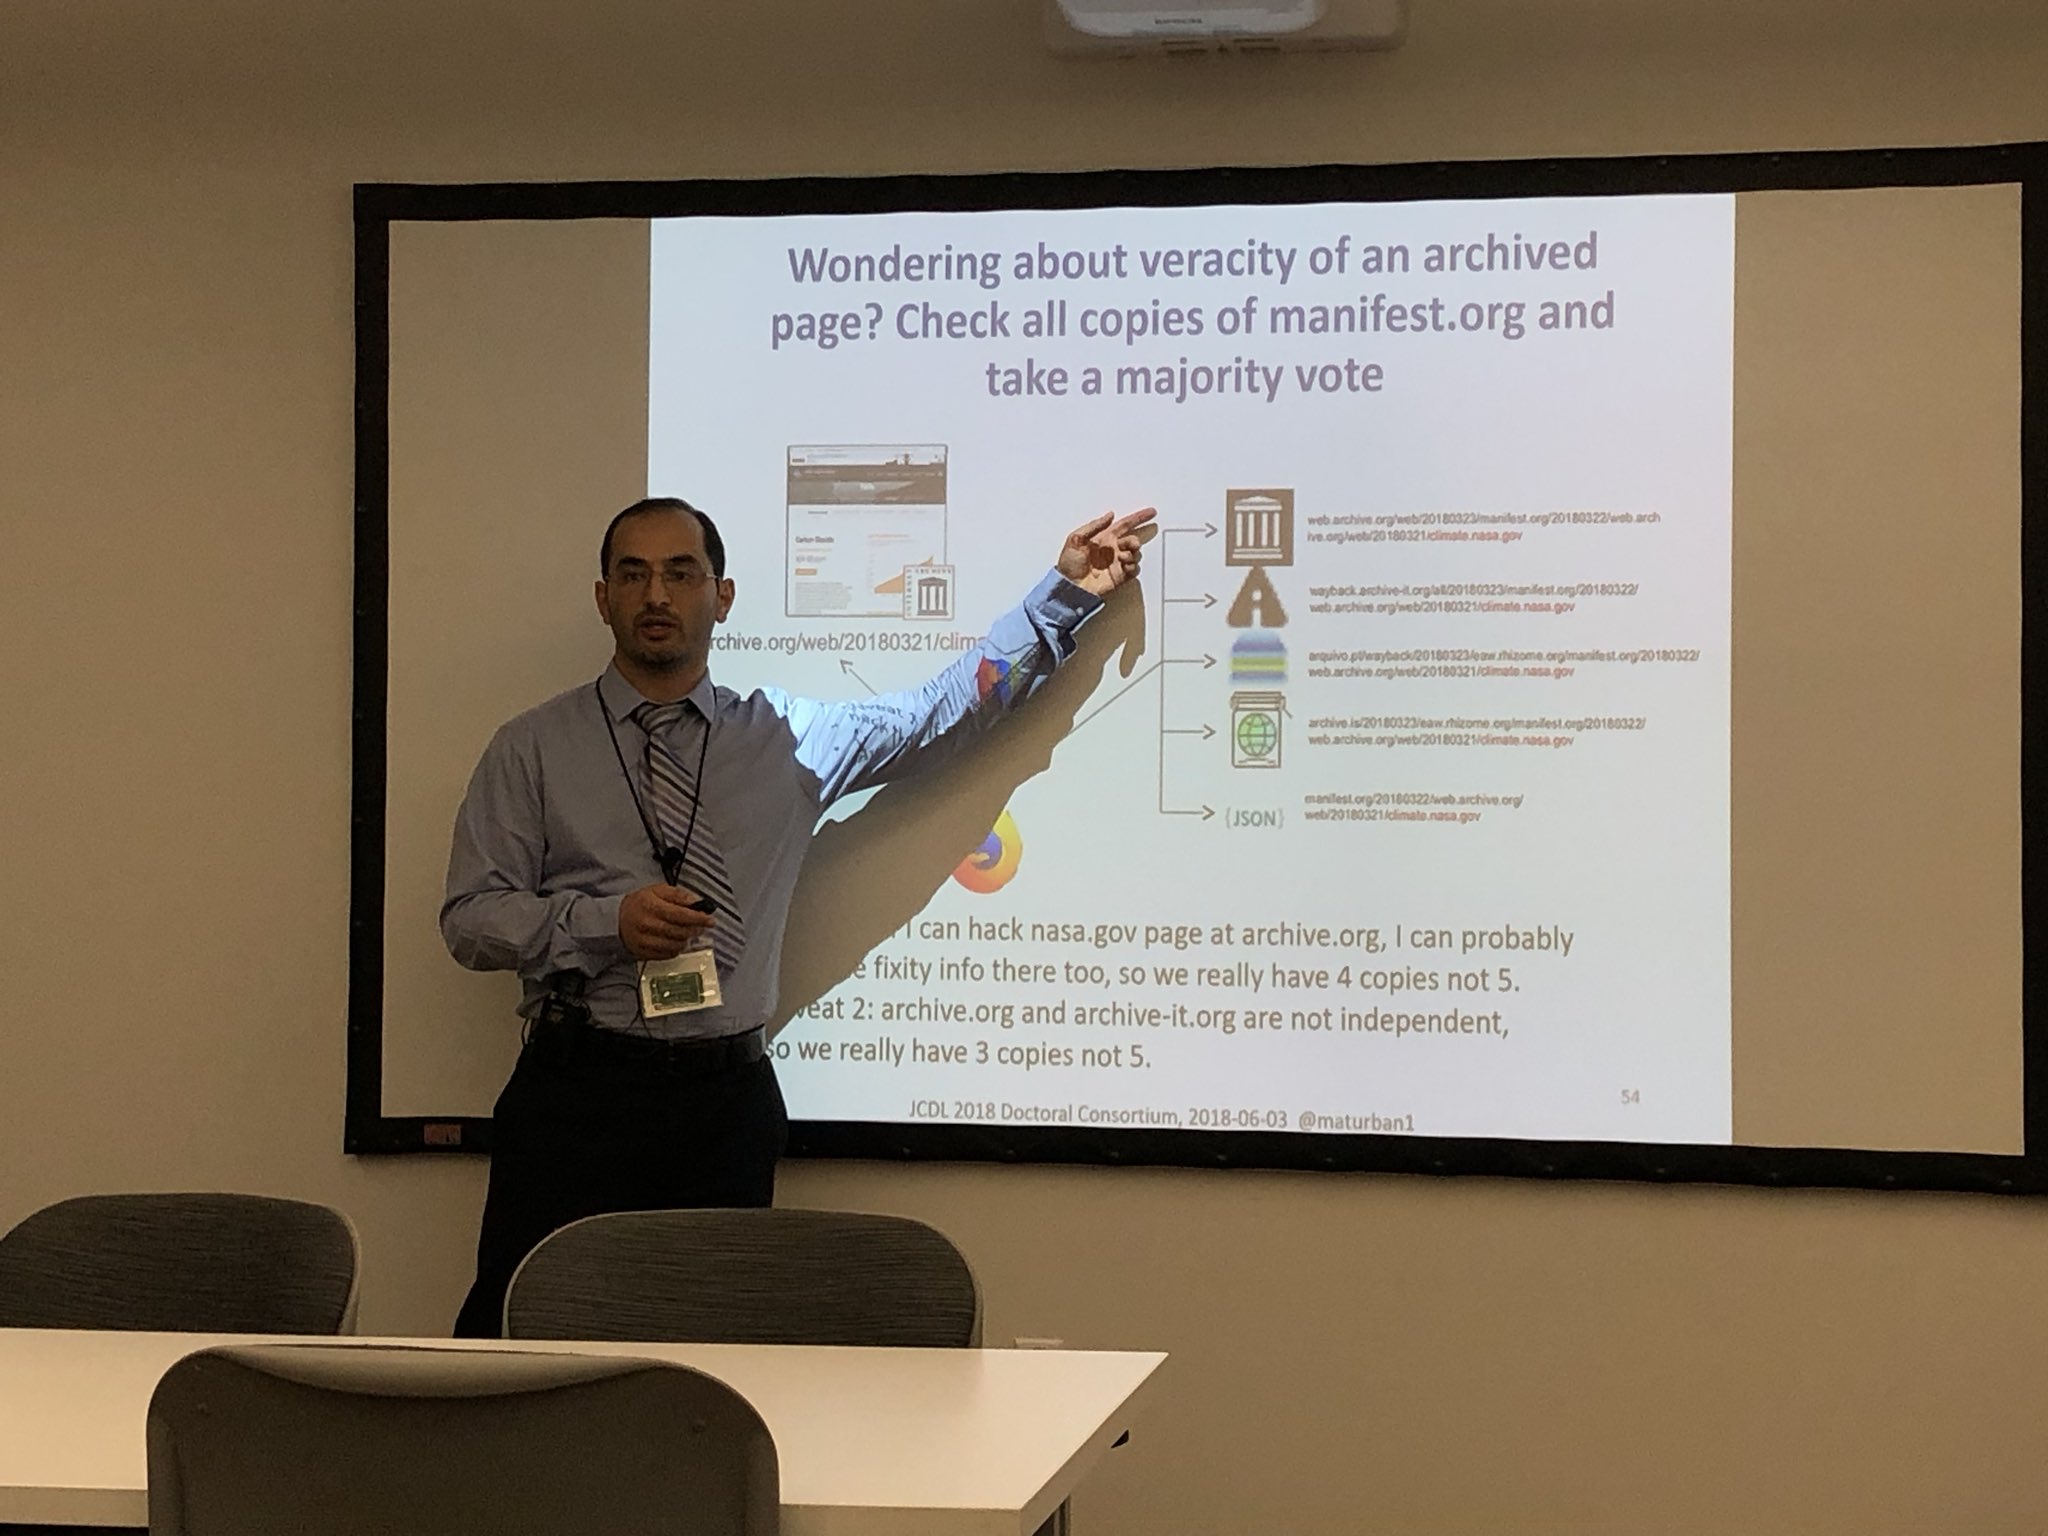 Wondering about veracity of an archived
page? Check all copies of manifest.org and
take a majority vote
Carbon Dioxide
rchive.org/web/20180321/clima
web.archive.org/web/20180323/manifest.org/20180322/web.arch
ive.org/web/20180321/climate.nasa.gov
wayback.archive-it.org/all/20180323/manifest.org/20180322/
web.archive.org/web/20180321/climate.nasa.gov
arquivo.pt/wayback/20180323/eaw.rhizome.org/manifest.org/20180322/
web.archive.org/web/20180321/climate.nasa.gov
archive.is/20180323/eaw.rhizome.org/manifest.org/20180322/
web.archive.org/web/20180321/climate.nasa.gov
{JSON}
manifest.org/20180322/web.archive.org/
web/20180321/climate.nasa.gov
I can hack nasa.gov page at archive.org, I can probably
e fixity info there too, so we really have 4 copies not 5.
veat 2: archive.org and archive-it.org are not independent,
so we really have 3 copies not 5.
54
JCDL 2018 Doctoral Consortium, 2018-06-03 @maturban1